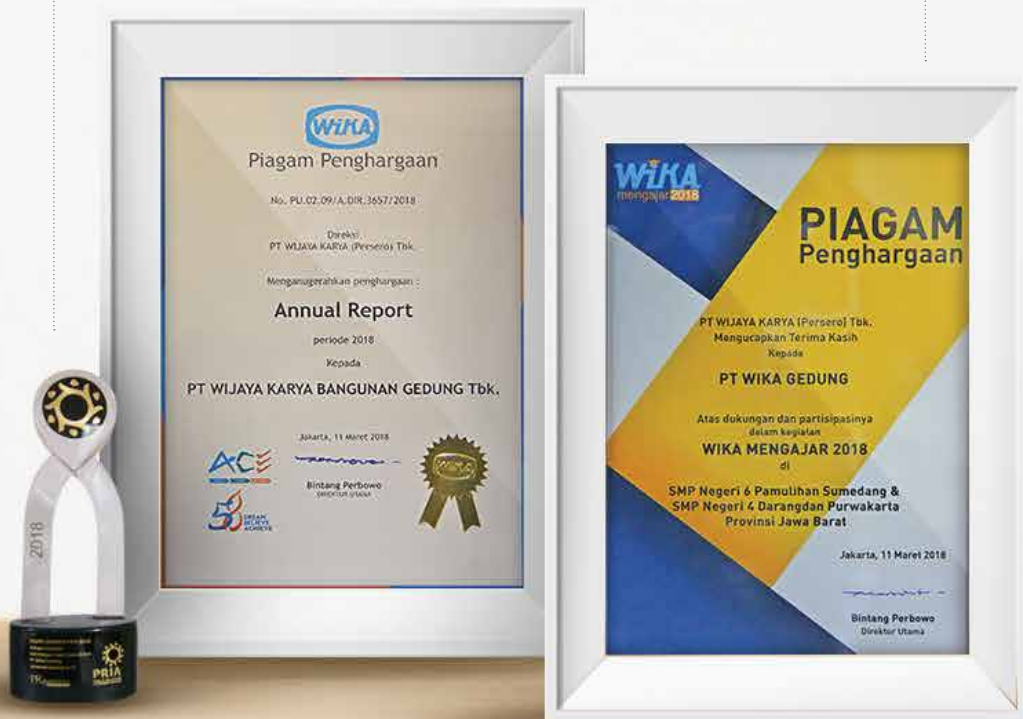 WIKA
Piagam Penghargaan
No. PU.02.09/A.DIR.3657/2018
Direksi
PT WIJAYA KARYA (Persero) Tbk.
Menganugerahkan penghargaan :
Annual Report
periode 2018
Kepada
PT WIJAYA KARYA BANGUNAN GEDUNG Tbk.
Jakarta, 11 Maret 2018
ACE
Bintang Perbowo
DIREKTUR UTAMA
DREAM
BELIEVE
ACHIEVE
WIKA
WIKA
mengajar 2018
PIAGAM
Penghargaan
PT WIJAYA KARYA (Persero) Tbk.
Mengucapkan Terima Kasih
Kepada
PT WIKA GEDUNG
Atas dukungan dan partisipasinya
dalam kegiatan
WIKA MENGAJAR 2018
di
SMP Negeri 6 Pamulihan Sumedang &
SMP Negeri 4 Darangdan Purwakarta
Provinsi Jawa Barat
Jakarta, 11 Maret 2018
Bintang Perbowo
Direktur Utama
2018
PRIA